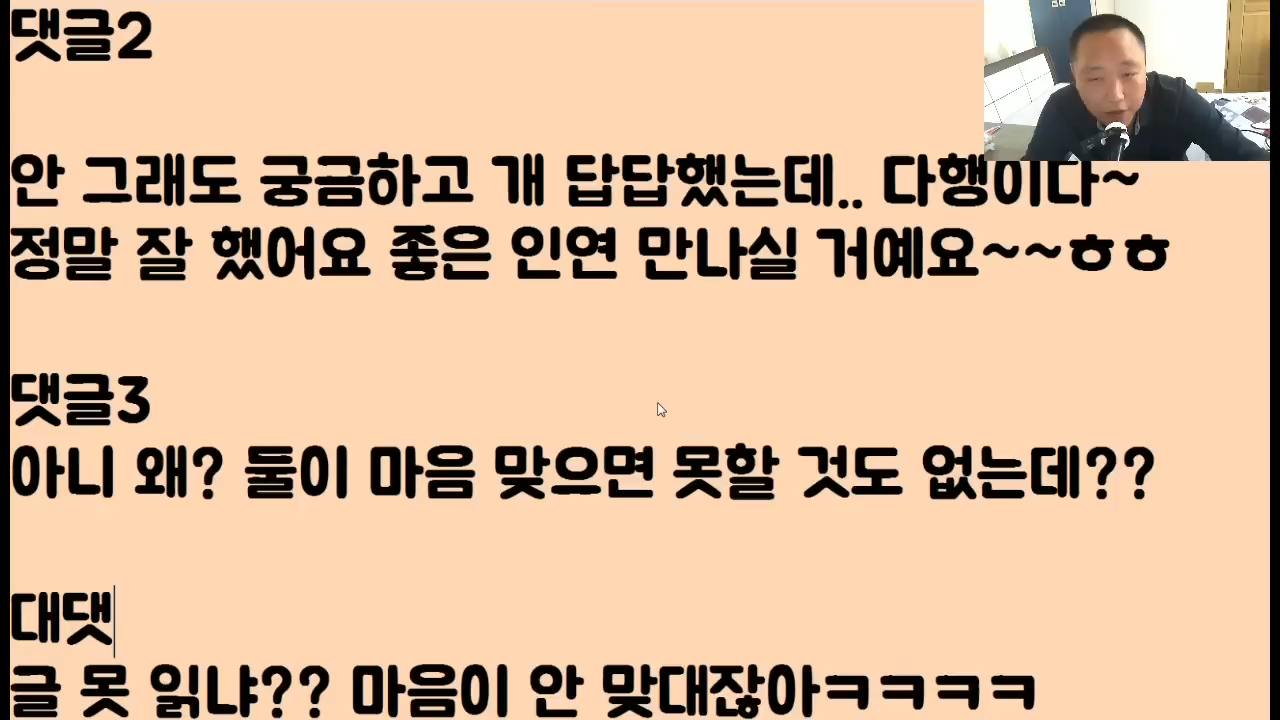 댓글2
안 그래도 궁금하고 개 답답했는데.. 다행이다~
정말 잘 했어요 좋은 인연 만나실 거예요~~ㅎㅎ
댓글3
아니 왜? 둘이 마음 맞으면 못할 것도 없는데??
대댓
글 못 읽냐?? 마음이 안 맞대잖아ㅋㅋㅋㅋ